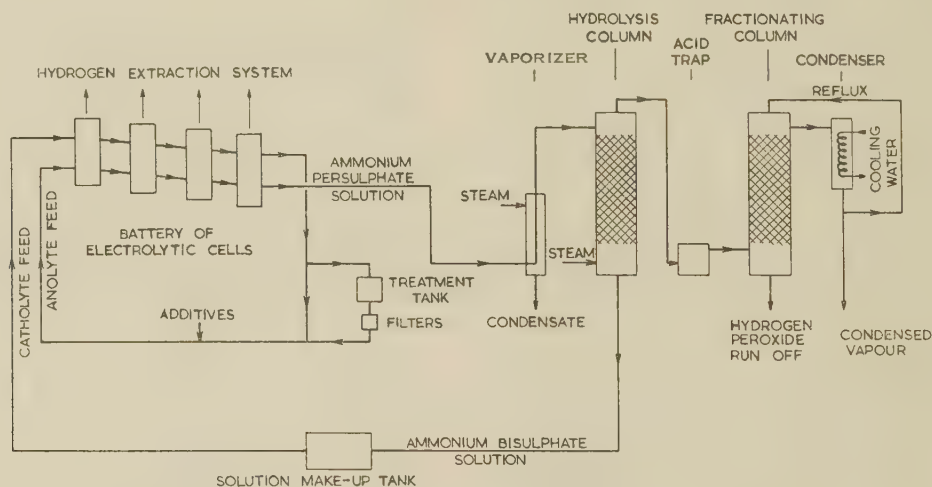 HYDROLYSIS
COLUMN
FRACTIONATING
COLUMN
ACID
TRAP
VAPORIZER
CONDENSER
HYDROGEN EXTRACTION SYSTEM
REFLUX
COOLING
WATER
AMMONIUM
PERSULPHATE
SOLUTION
STEAM
CATHOLYTE FEED
ANOLYTE FEED
BATTERY OF
ELECTROLYTIC CELLS
STEAM
TREATMENT
TANK
ADDITIVES
FILTERS
CONDENSATE
HYDROGEN
PEROXIDE
RUN OFF
CONDENSED
VAPOUR
AMMONIUM BISULPHATE
SOLUTION
SOLUTION MAKE-UP TANK